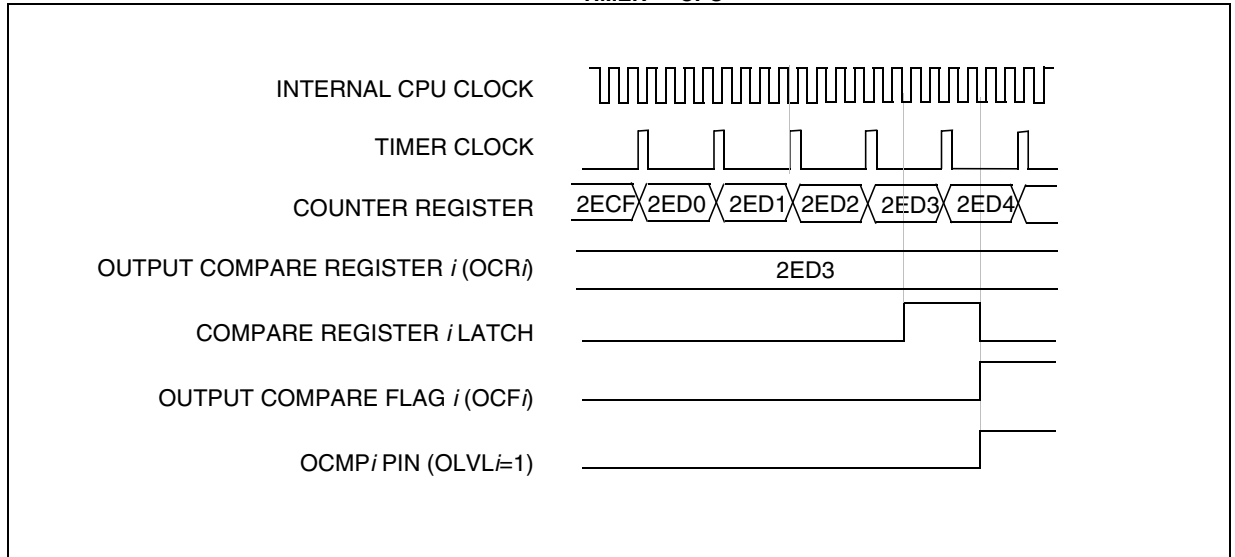 INTERNAL CPU CLOCK
TIMER CLOCK
COUNTER REGISTER 2ECF 2ED0 2ED1 2ED2 2ED3 2ED4
OUTPUT COMPARE REGISTER i (OCRi) 2ED3
COMPARE REGISTER i LATCH
OUTPUT COMPARE FLAG i (OCFi)
OCMPi PIN (OLVLi=1)